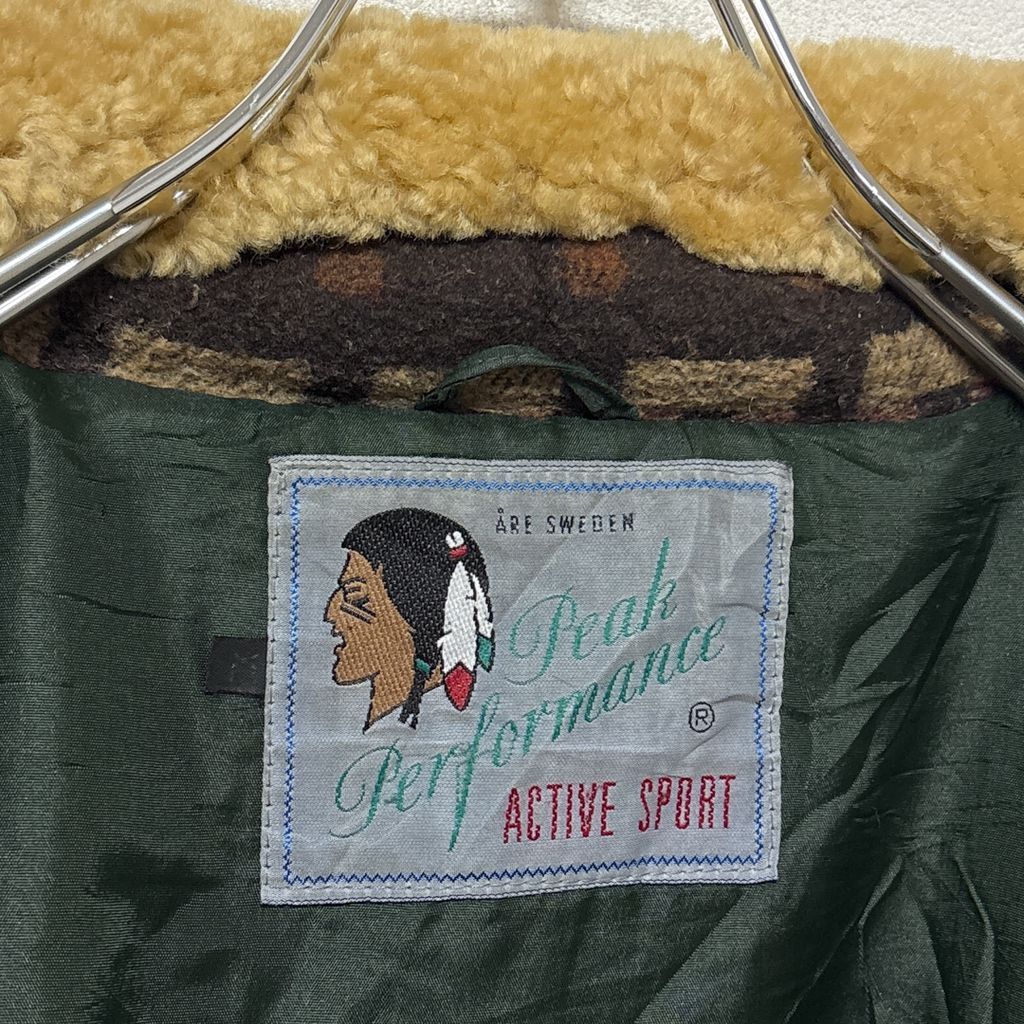 ÅRE SWEDEN
Peak
Performance
®
ACTIVE SPORT